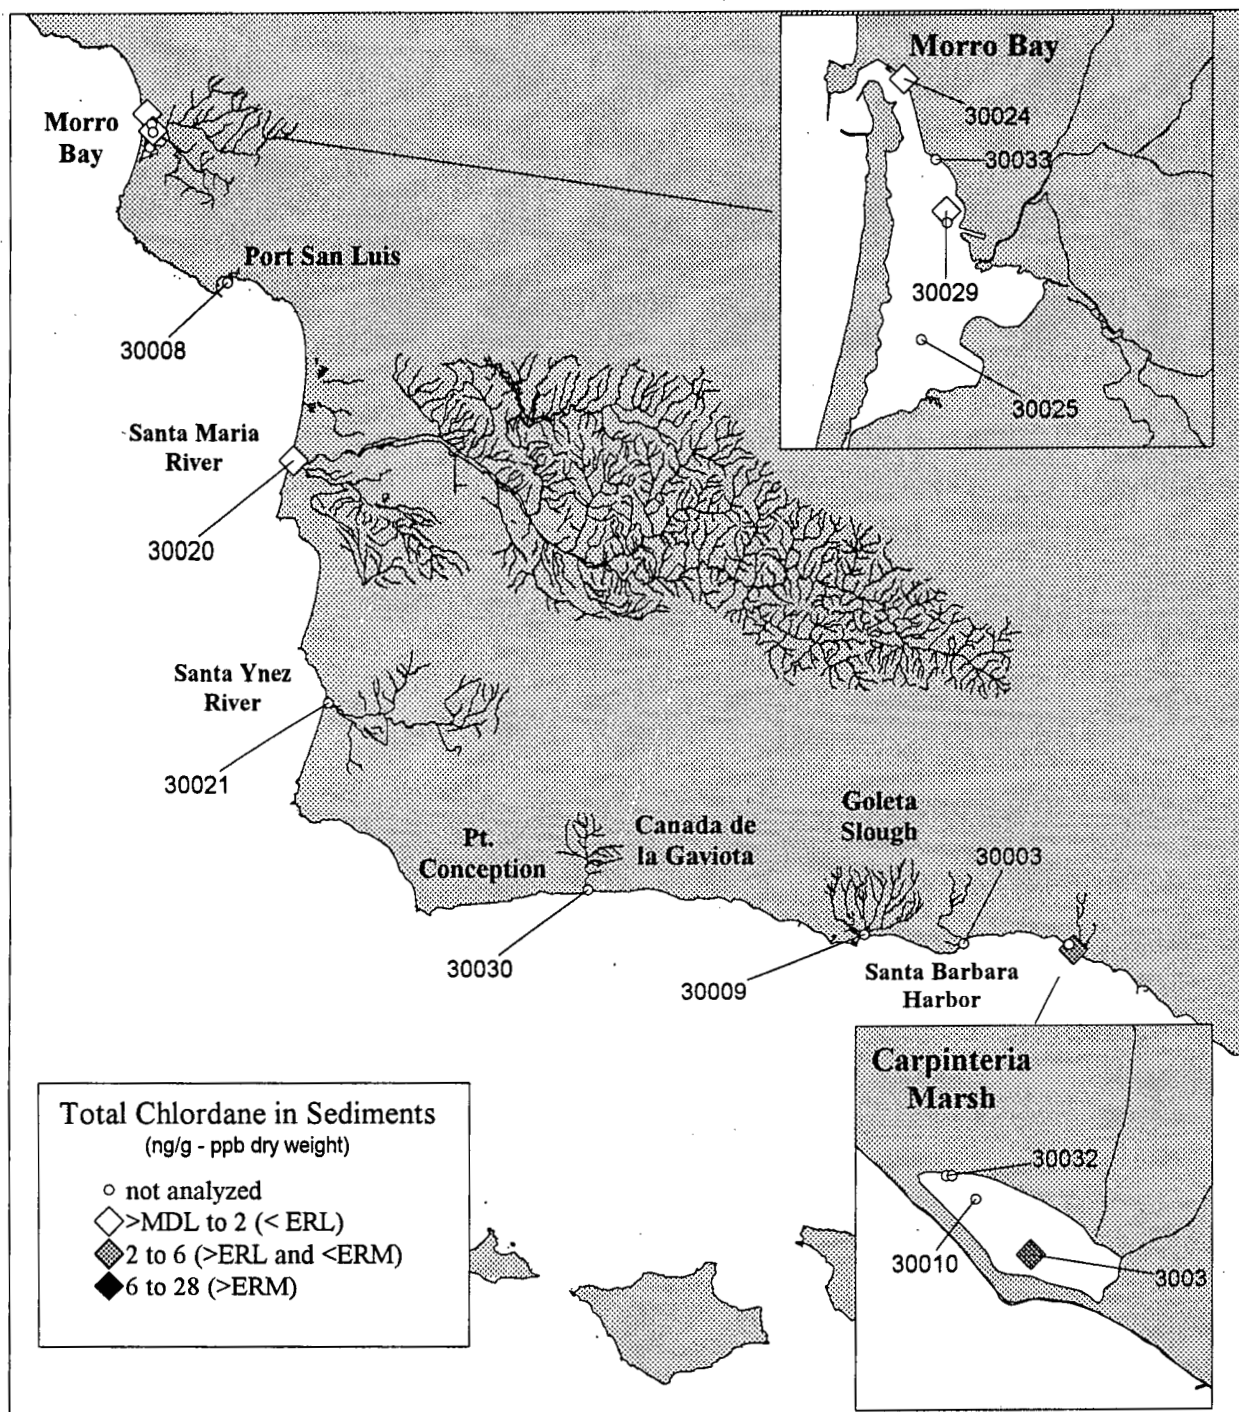 Morro Bay
30024
30033
30029
30025
Morro
Bay
Port San Luis
30008
Santa Maria
River
30020
Santa Ynez
River
30021
Pt.
Conception
Canada de
la Gaviota
Goleta
Slough
30003
30030
30009
Santa Barbara
Harbor
Carpinteria
Marsh
30032
30010
3003
Total Chlordane in Sediments
(ng/g - ppb dry weight)
not analyzed
>MDL to 2 (< ERL)
2 to 6 (>ERL and <ERM)
6 to 28 (>ERM)